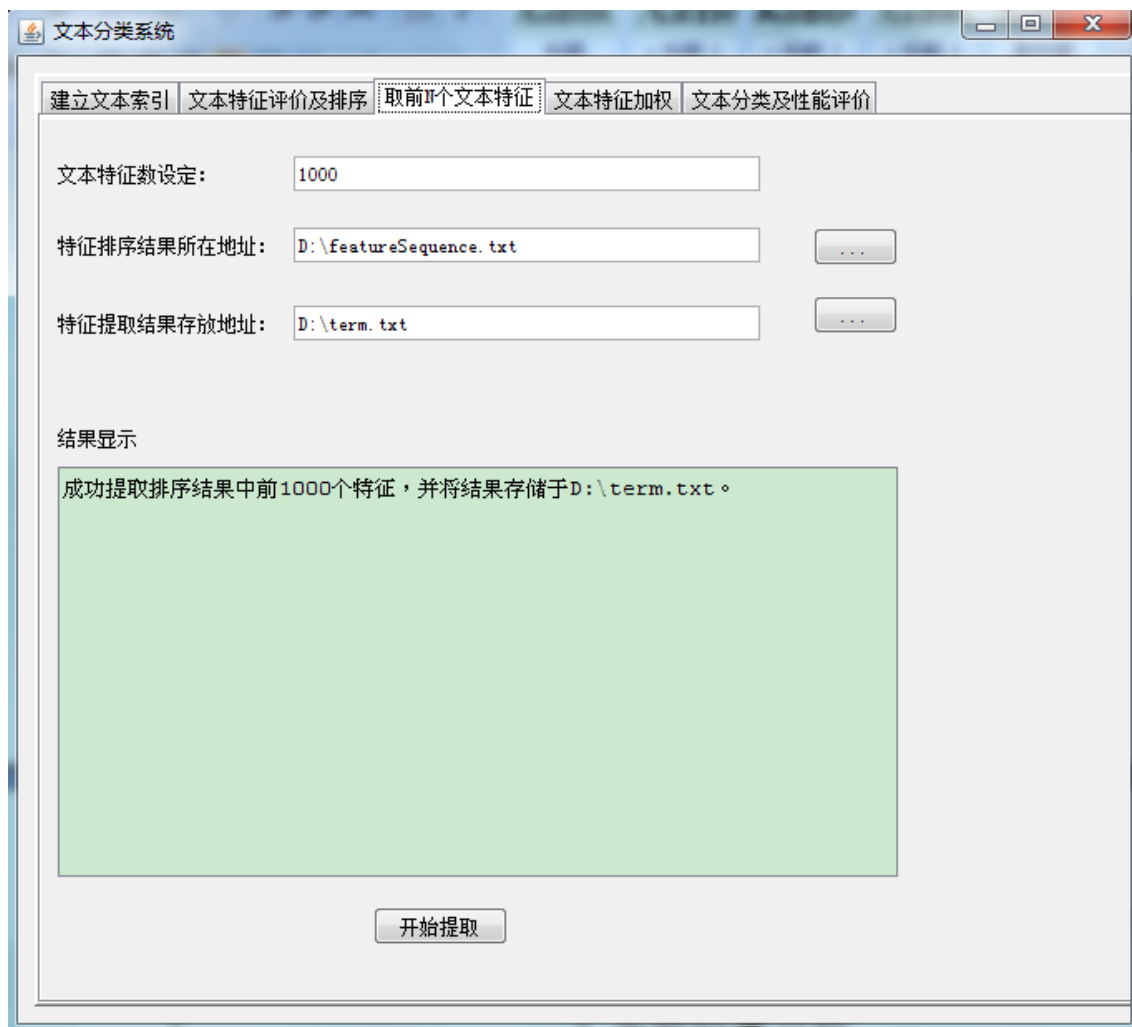 文本分类系统
建立文本索引 文本特征评价及排序 取前N个文本特征 文本特征加权 文本分类及性能评价
文本特征数设定: 1000
特征排序结果所在地址: D:\featureSequence.txt ...
特征提取结果存放地址: D:\term.txt ...
结果显示
成功提取排序结果中前1000个特征，并将结果存储于D:\term.txt。
开始提取